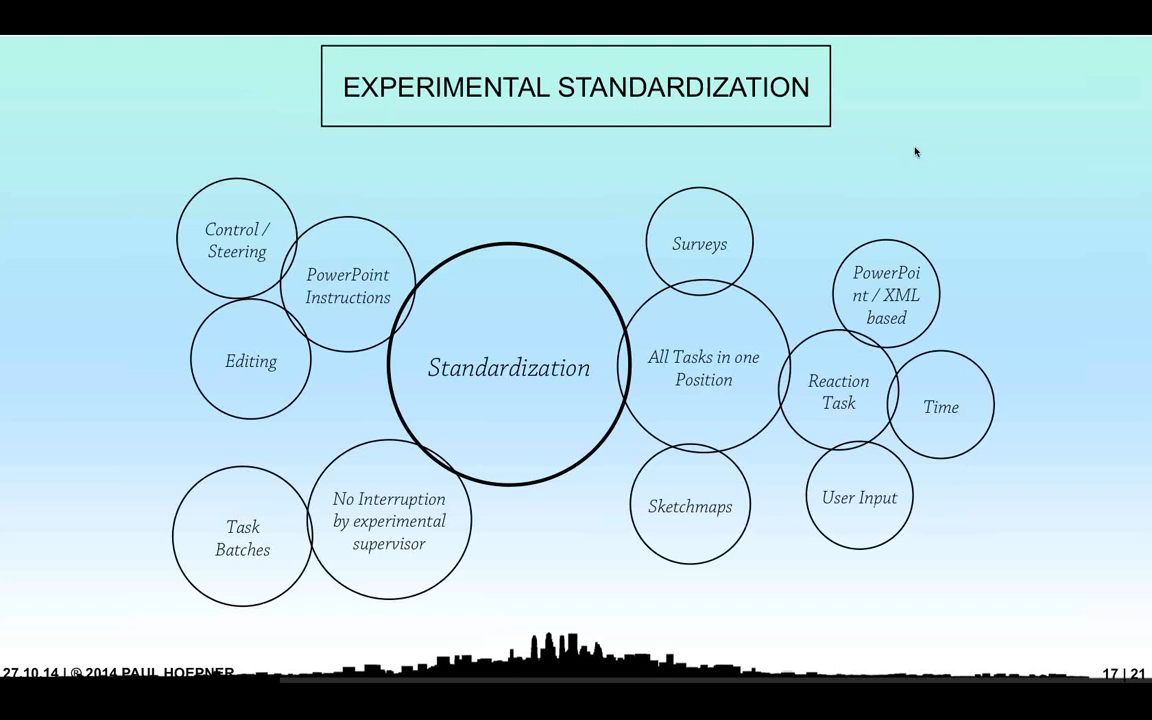 EXPERIMENTAL STANDARDIZATION
Control /
Steering
PowerPoint
Instructions
Editing
Standardization
Surveys
All Tasks in one
Position
PowerPoi
nt / XML
based
Reaction
Task
Time
User Input
Sketchmaps
No Interruption
by experimental
supervisor
Task
Batches
27.10.14 | © 2014 PAUL HOEPNER
17 | 21